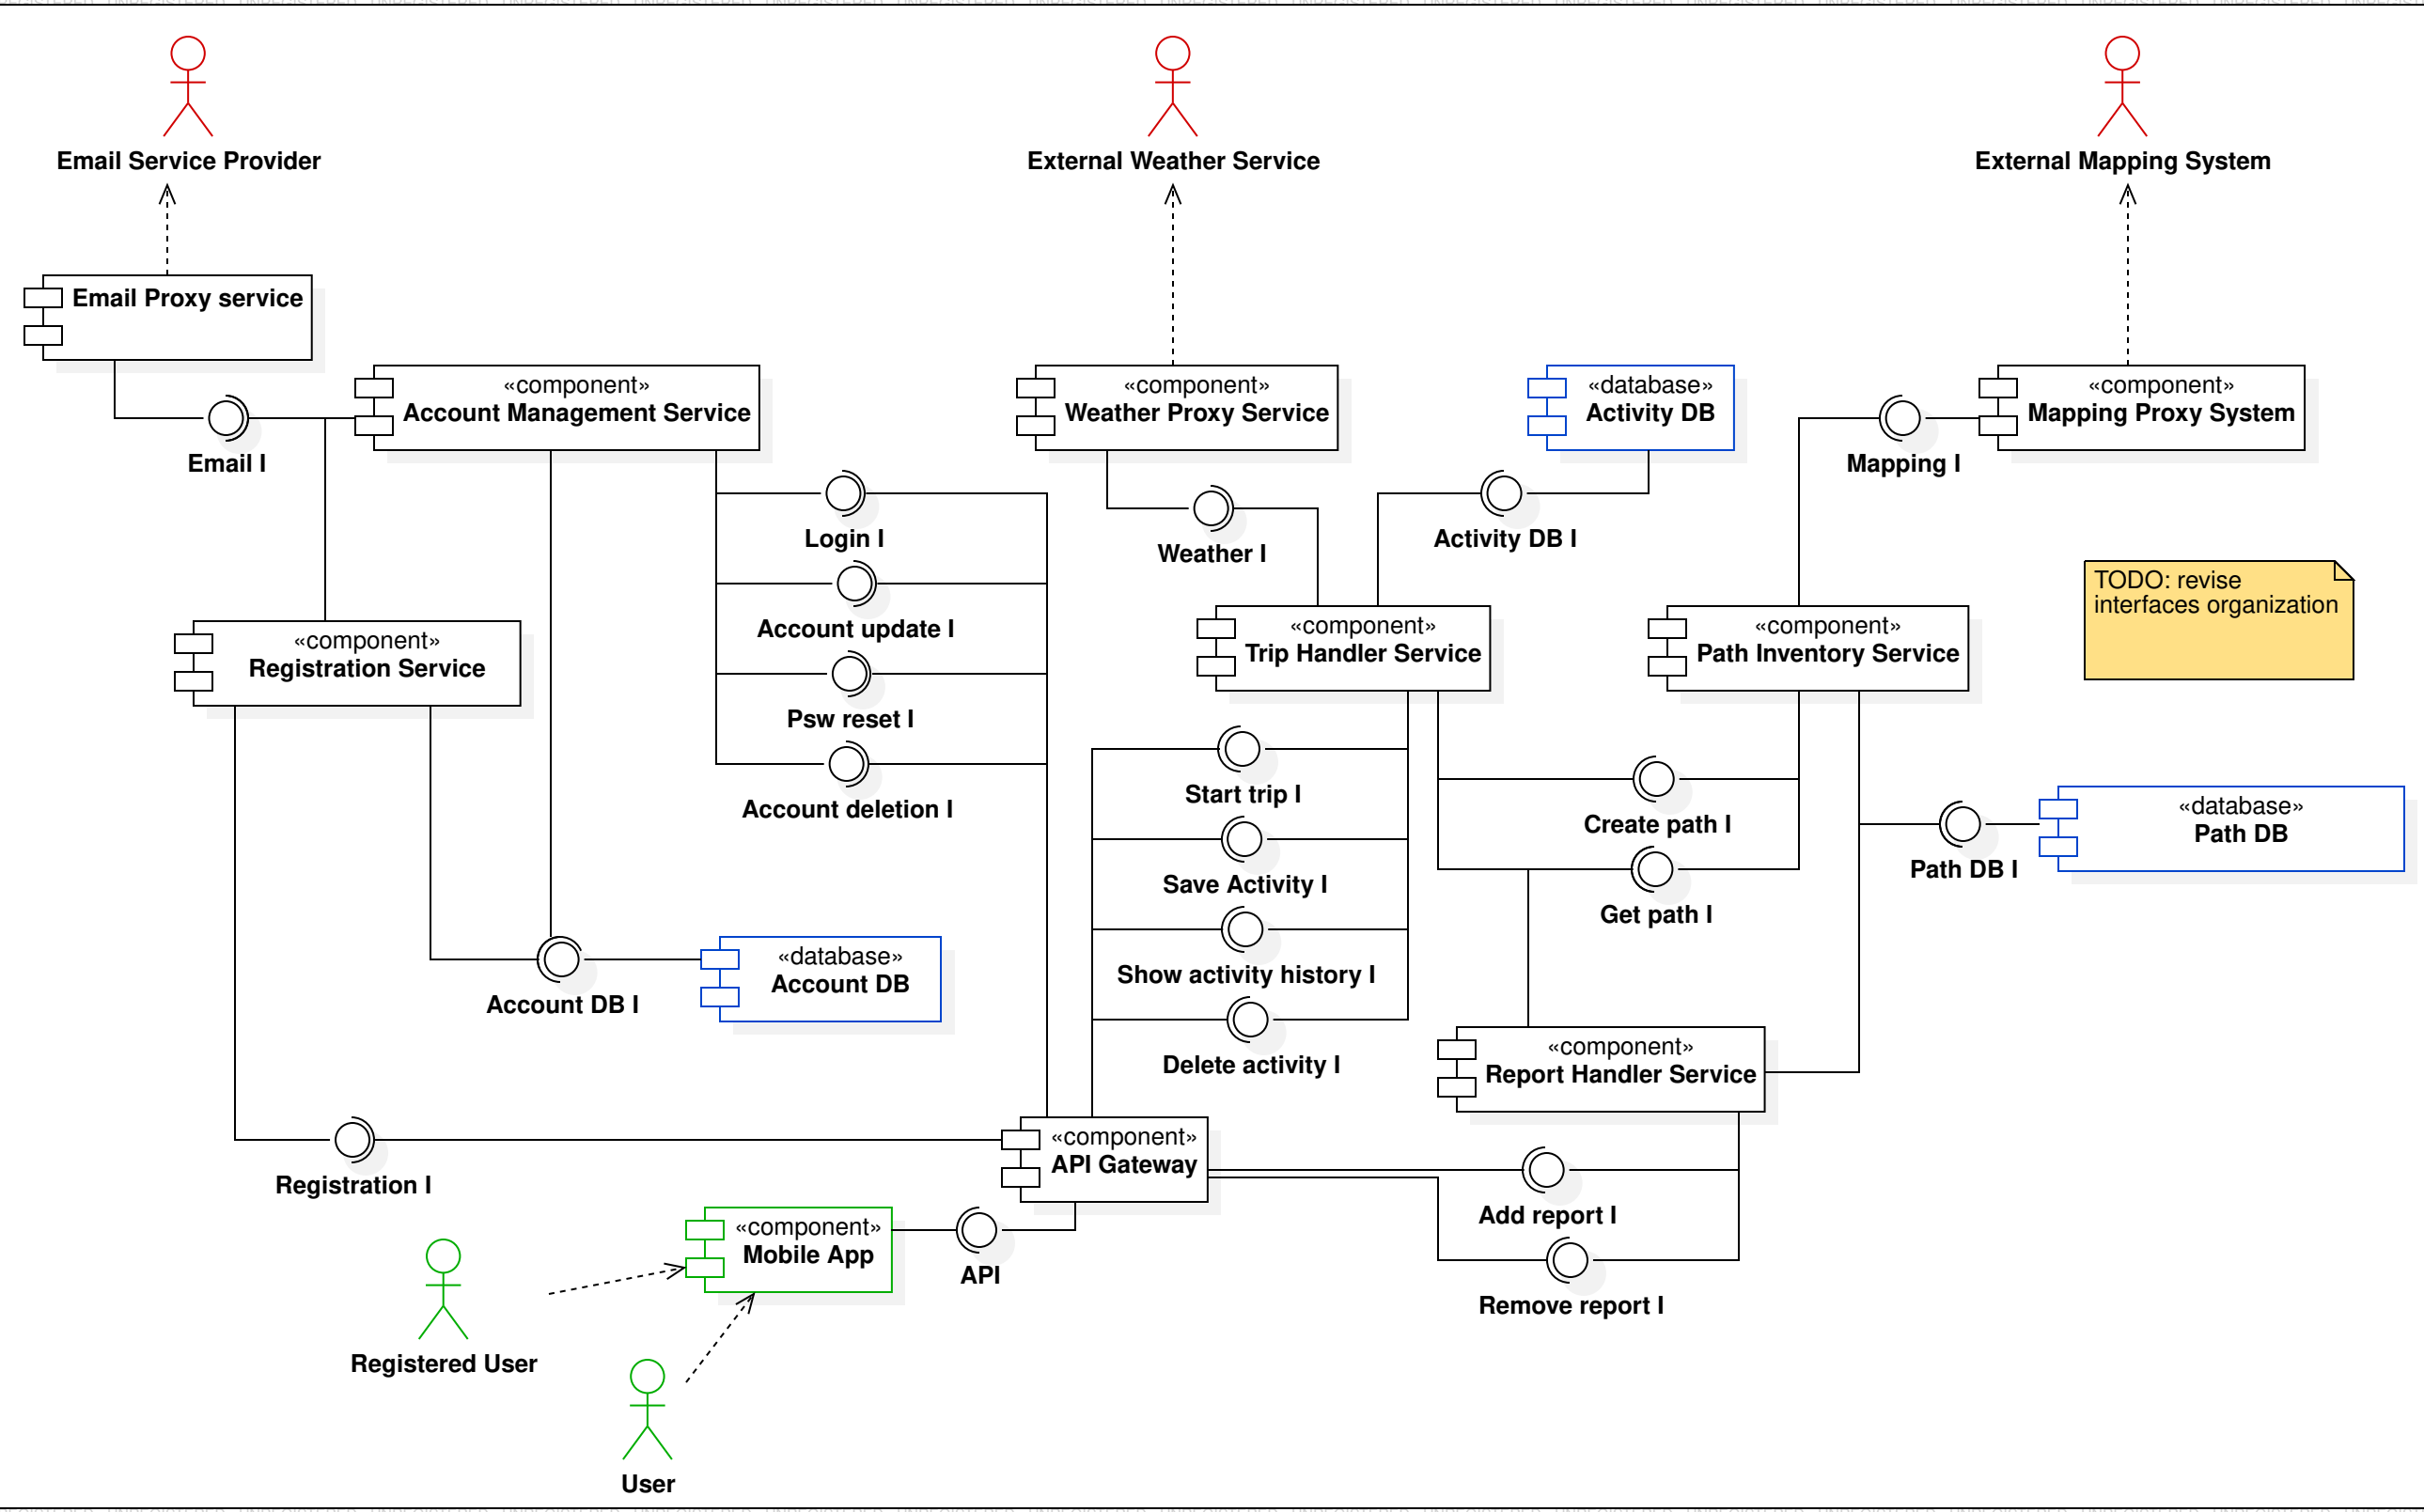 Email Service Provider
External Weather Service
External Mapping System
Email Proxy service
«component»
Account Management Service
«component»
Weather Proxy Service
«database»
Activity DB
«component»
Mapping Proxy System
Email I
Mapping I
Login I
Weather I
Activity DB I
TODO: revise
interfaces organization
Account update I
«component»
Registration Service
«component»
Trip Handler Service
«component»
Path Inventory Service
Psw reset I
Account deletion I
Start trip I
Create path I
«database»
Path DB
Save Activity I
Get path I
Path DB I
Show activity history I
«database»
Account DB
Account DB I
Delete activity I
«component»
Report Handler Service
«component»
API Gateway
Registration I
Add report I
«component»
Mobile App
API
Remove report I
Registered User
User